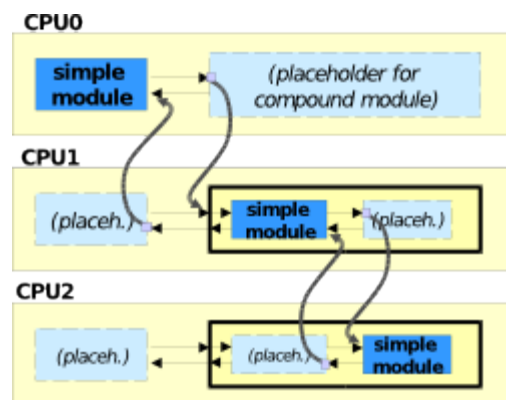 CPU0
simple
module
(placeholder for
compound module)
CPU1
(placeh.)
simple
module
(placeh.)
CPU2
(placeh.)
(placeh.)
simple
module